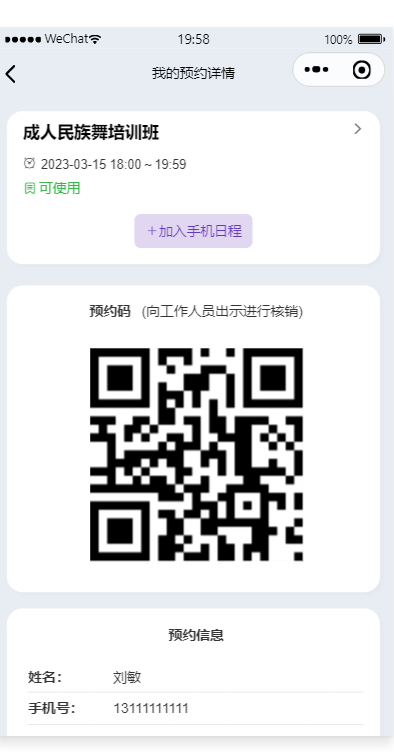 ●●●●● WeChat 19:58 100%
我的预约详情
成人民族舞培训班
2023-03-15 18:00 ~ 19:59
可使用
＋加入手机日程
预约码 (向工作人员出示进行核销)
预约信息
姓名： 刘敏
手机号： 13111111111